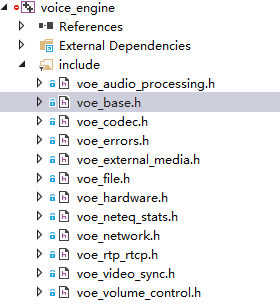 voice_engine
References
External Dependencies
include
voe_audio_processing.h
voe_base.h
voe_codec.h
voe_errors.h
voe_external_media.h
voe_file.h
voe_hardware.h
voe_neteq_stats.h
voe_network.h
voe_rtp_rtcp.h
voe_video_sync.h
voe_volume_control.h